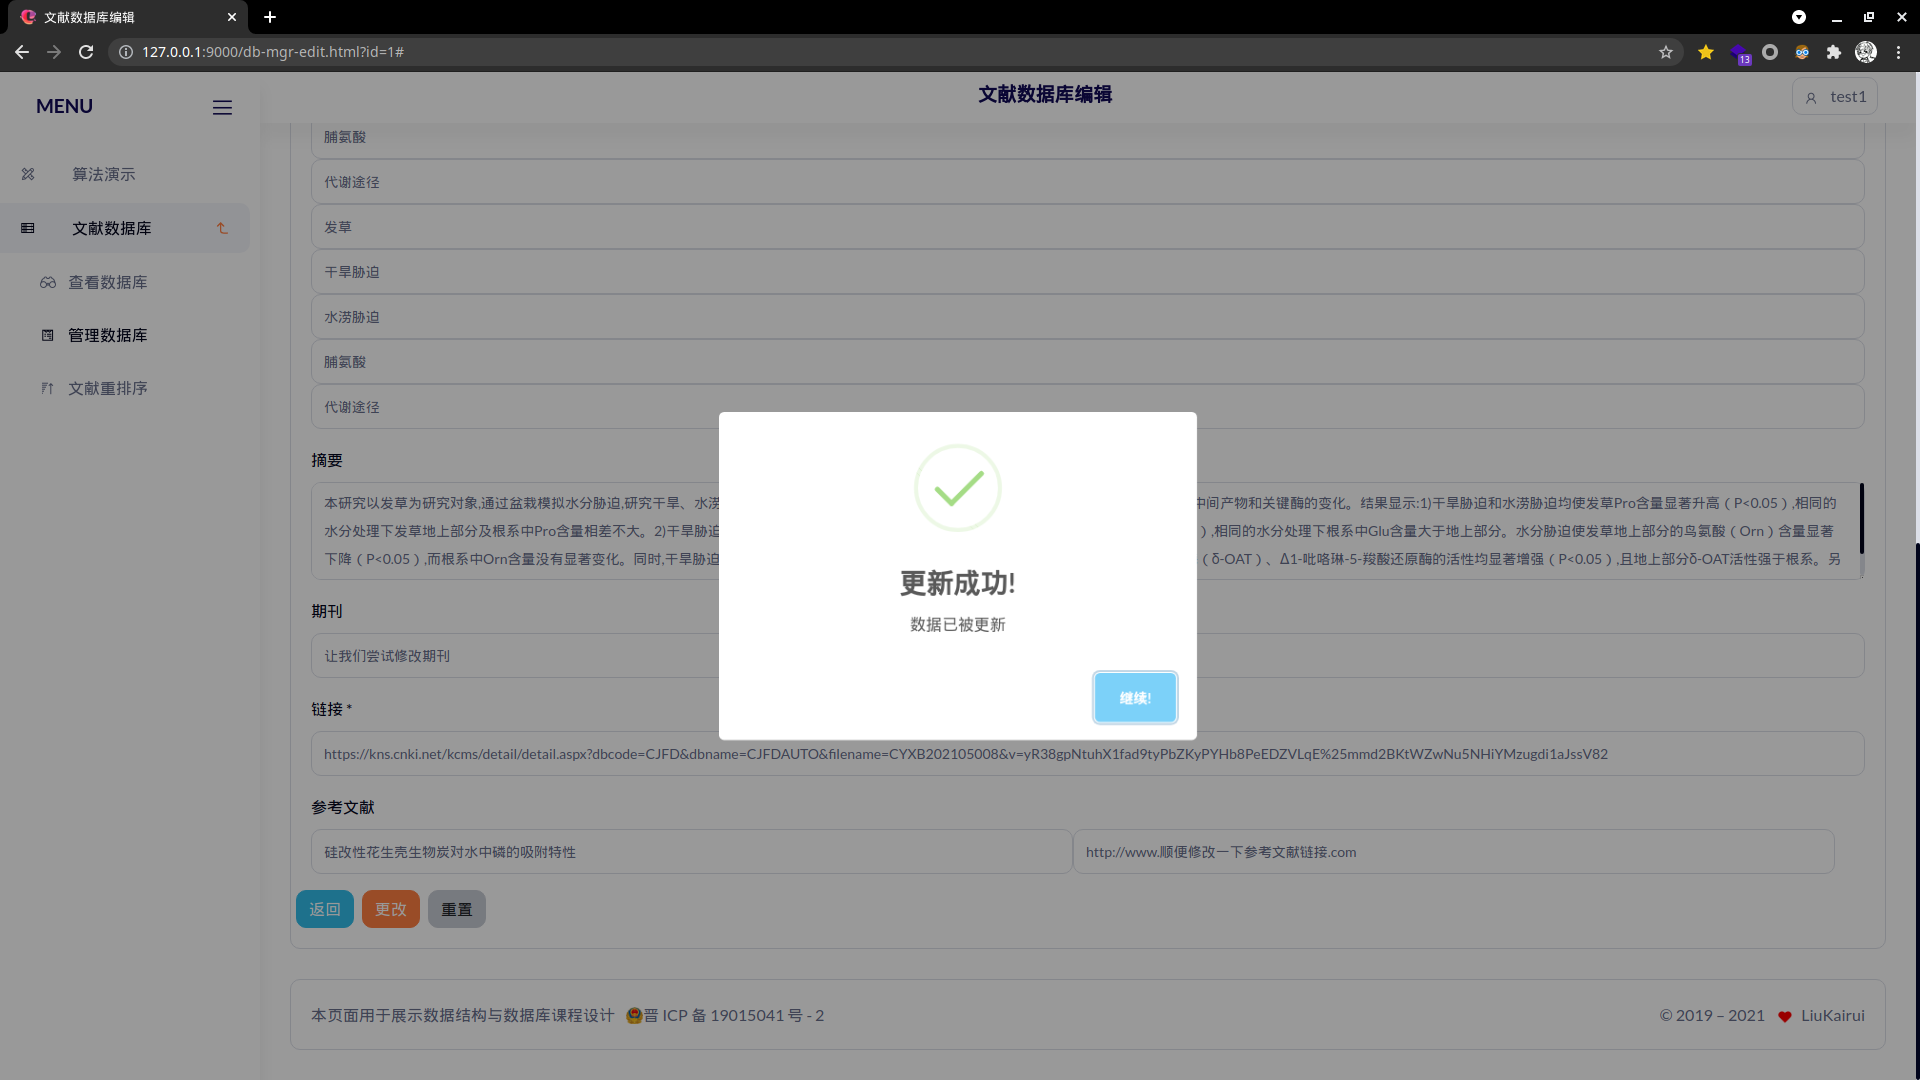 文献数据库编辑
127.0.0.1:9000/db-mgr-edit.html?id=1#
13
MENU
文献数据库编辑
test1
算法演示
文献数据库
查看数据库
管理数据库
文献重排序
脯氨酸
代谢途径
发草
干旱胁迫
水涝胁迫
脯氨酸
代谢途径
摘要
本研究以发草为研究对象,通过盆栽模拟水分胁迫,研究干旱、水涝 中间产物和关键酶的变化。结果显示:1)干旱胁迫和水涝胁迫均使发草Pro含量显著升高（P<0.05）,相同的
水分处理下发草地上部分及根系中Pro含量相差不大。2)干旱胁迫 ）,相同的水分处理下根系中Glu含量大于地上部分。水分胁迫使发草地上部分的鸟氨酸（Orn）含量显著
下降（P<0.05）,而根系中Orn含量没有显著变化。同时,干旱胁迫 （δ-OAT）、Δ1-吡咯琳-5-羧酸还原酶的活性均显著增强（P<0.05）,且地上部分δ-OAT活性强于根系。另
更新成功!
数据已被更新
继续!
期刊
让我们尝试修改期刊
链接 *
https://kns.cnki.net/kcms/detail/detail.aspx?dbcode=CJFD&dbname=CJFDAUTO&filename=CYXB202105008&v=yR38gpNtuhX1fad9tyPbZKyPYHb8PeEDZVLqE%25mmd2BKtWZwNu5NHiYMzugdi1aJssV82
参考文献
硅改性花生壳生物炭对水中磷的吸附特性
http://www.顺便修改一下参考文献链接.com
返回
更改
重置
本页面用于展示数据结构与数据库课程设计 晋 ICP 备 19015041 号 - 2
© 2019 – 2021 LiuKairui